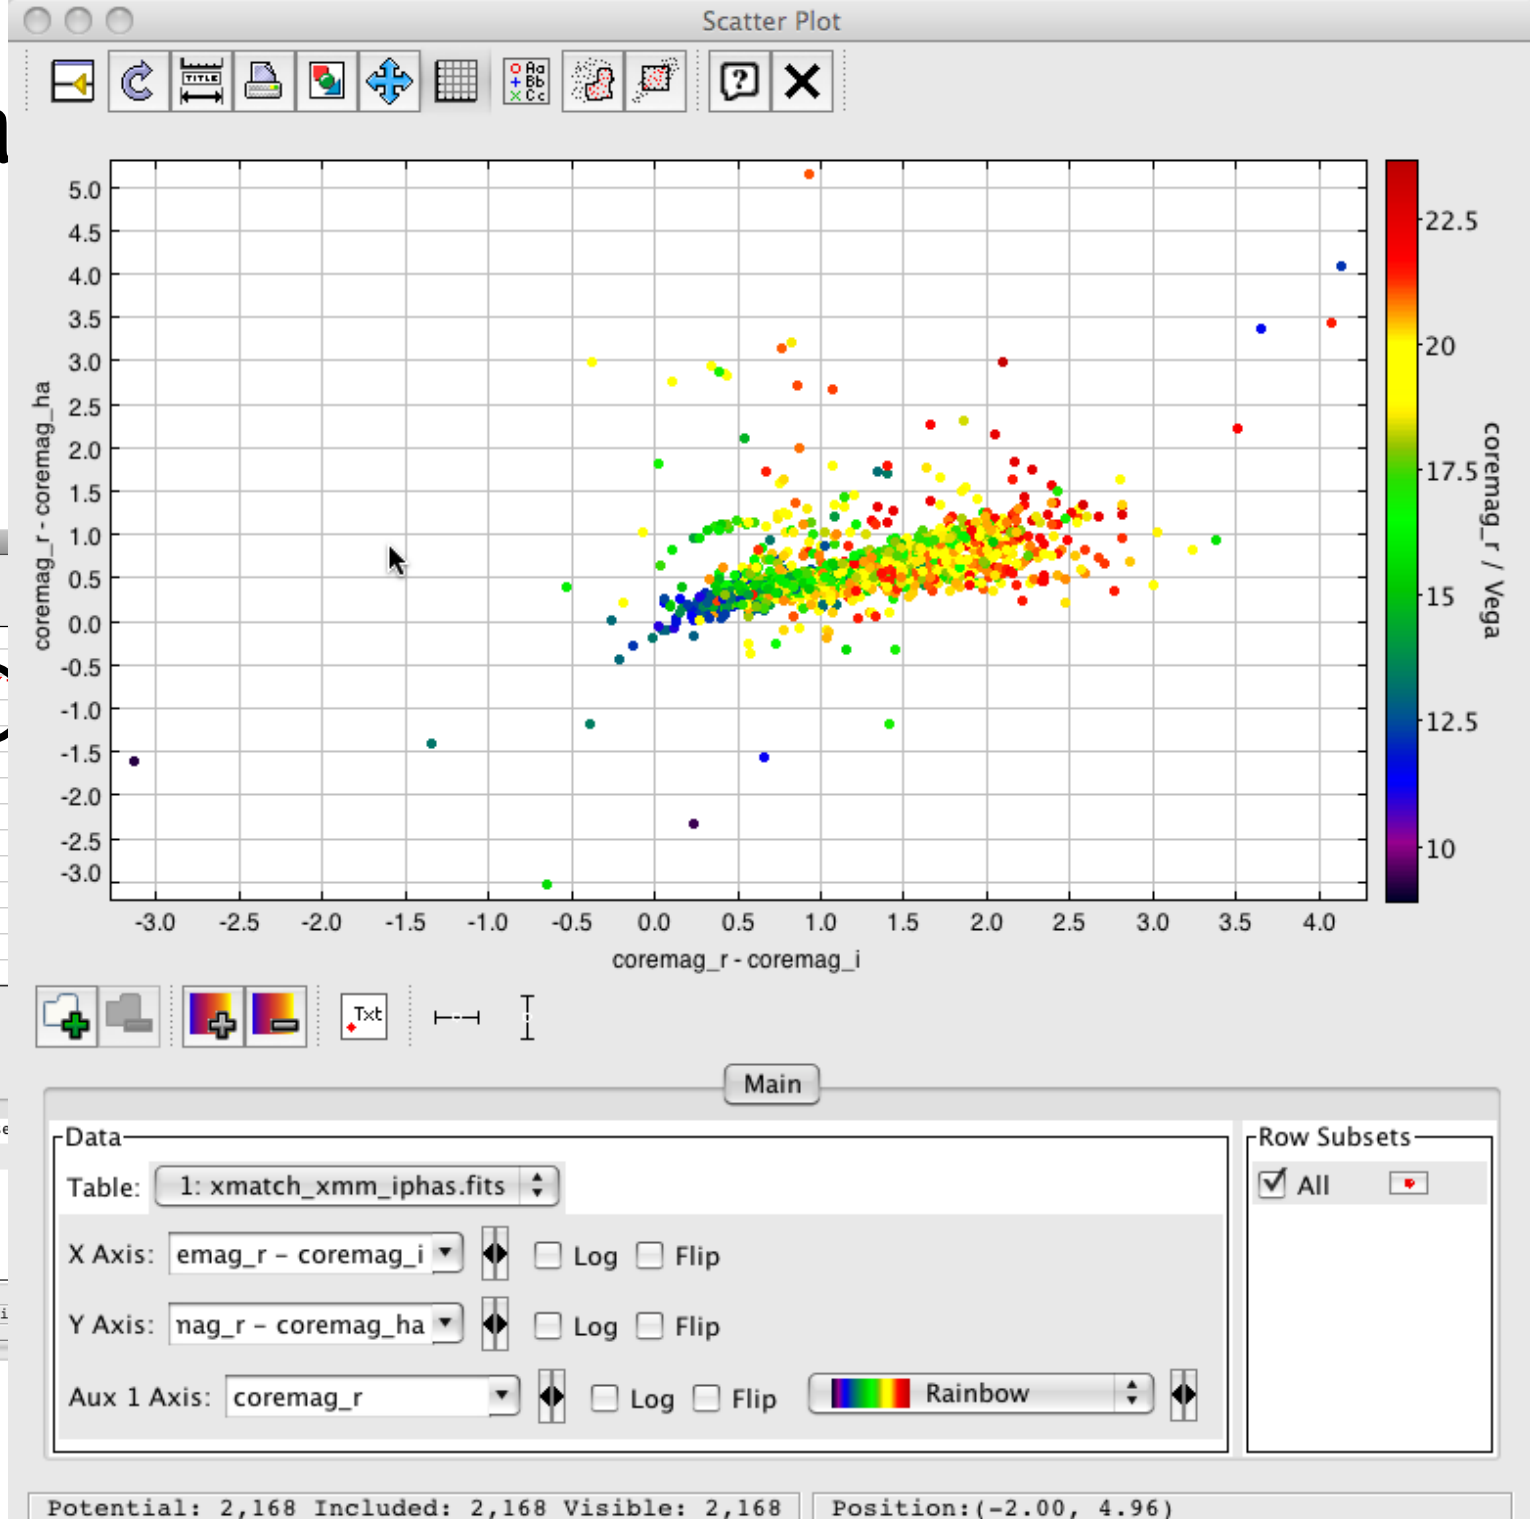 Scatter Plot
TITLE
Aa
Bb
Cc
5.0
4.5
4.0
3.5
3.0
2.5
2.0
1.5
1.0
0.5
0.0
-0.5
-1.0
-1.5
-2.0
-2.5
-3.0
coremag_r - coremag_ha
-3.0 -2.5 -2.0 -1.5 -1.0 -0.5 0.0 0.5 1.0 1.5 2.0 2.5 3.0 3.5 4.0
coremag_r - coremag_i
22.5
20
17.5
15
12.5
10
coremag_r / Vega
Txt
Main
Data
Table: 1: xmatch_xmm_iphas.fits
X Axis: emag_r - coremag_i Log Flip
Y Axis: mag_r - coremag_ha Log Flip
Aux 1 Axis: coremag_r Log Flip Rainbow
Row Subsets
All
Potential: 2,168 Included: 2,168 Visible: 2,168
Position:(-2.00, 4.96)